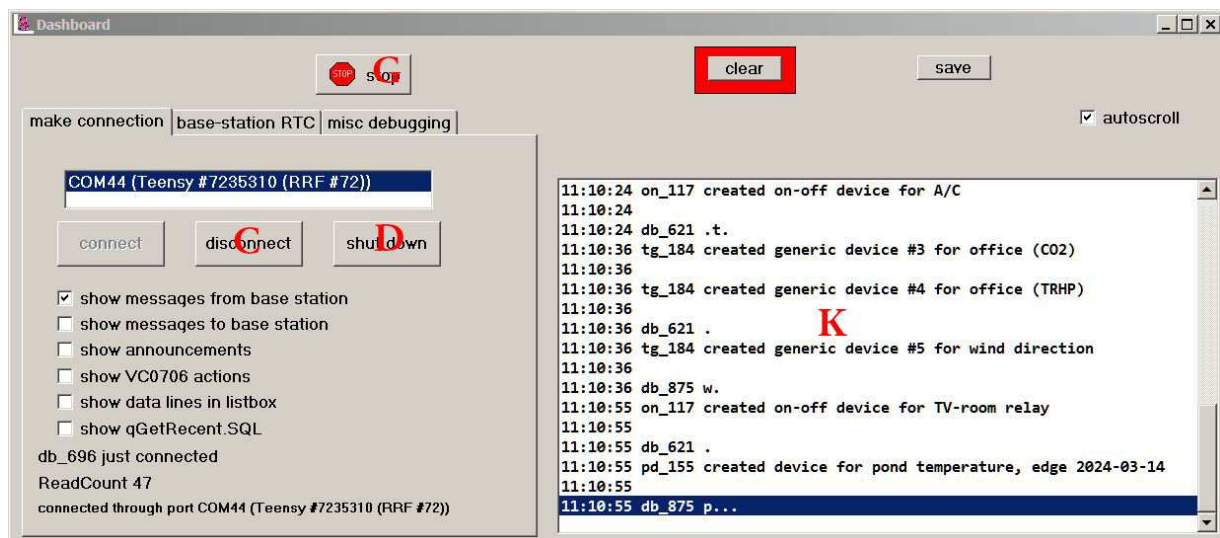 Dashboard
STOP stop G
clear
save
make connection base-station RTC misc debugging
autoscroll
COM44 (Teensy #7235310 (RRF #72))
connect disconnect C shut down D
show messages from base station
show messages to base station
show announcements
show VC0706 actions
show data lines in listbox
show qGetRecent.SQL
db_696 just connected
ReadCount 47
connected through port COM44 (Teensy #7235310 (RRF #72))
11:10:24 on_117 created on-off device for A/C
11:10:24
11:10:24 db_621 .t.
11:10:36 tg_184 created generic device #3 for office (CO2)
11:10:36
11:10:36 tg_184 created generic device #4 for office (TRHP)
11:10:36
11:10:36 db_621 . K
11:10:36 tg_184 created generic device #5 for wind direction
11:10:36
11:10:36 db_875 w.
11:10:55 on_117 created on-off device for TV-room relay
11:10:55
11:10:55 db_621 .
11:10:55 pd_155 created device for pond temperature, edge 2024-03-14
11:10:55
11:10:55 db_875 p...